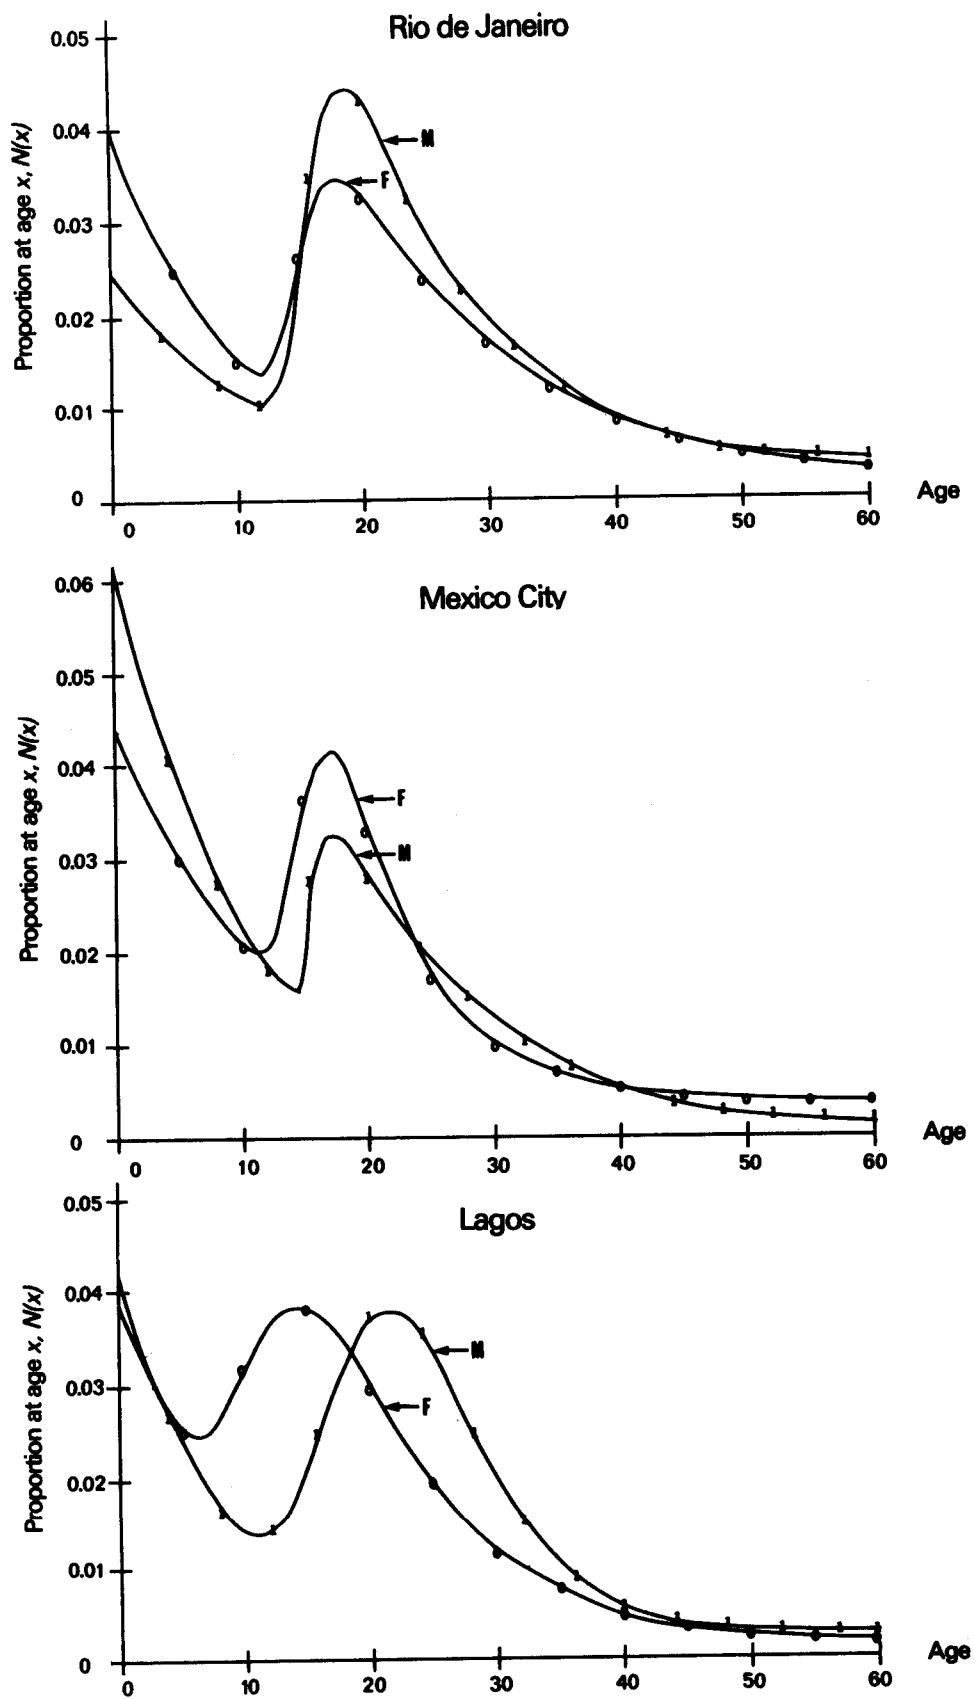 Rio de Janeiro
Proportion at age x, N(x)
0.05
0.04
0.03
0.02
0.01
0
M
F
0 10 20 30 40 50 60
Age
Mexico City
Proportion at age x, N(x)
0.06
0.05
0.04
0.03
0.02
0.01
0
F
M
0 10 20 30 40 50 60
Age
Lagos
Proportion at age x, N(x)
0.05
0.04
0.03
0.02
0.01
0
M
F
0 10 20 30 40 50 60
Age